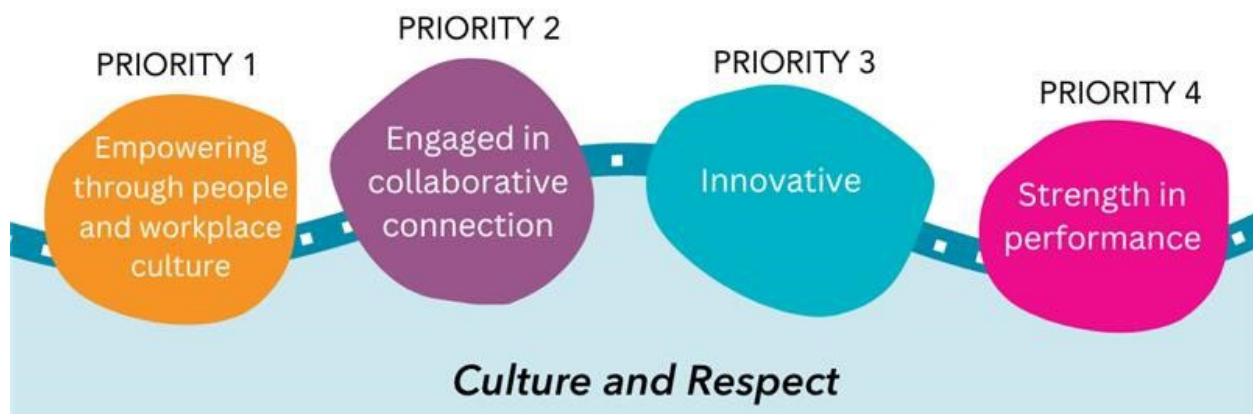 PRIORITY 1
Empowering
through people
and workplace
culture
PRIORITY 2
Engaged in
collaborative
connection
PRIORITY 3
Innovative
PRIORITY 4
Strength in
performance
Culture and Respect